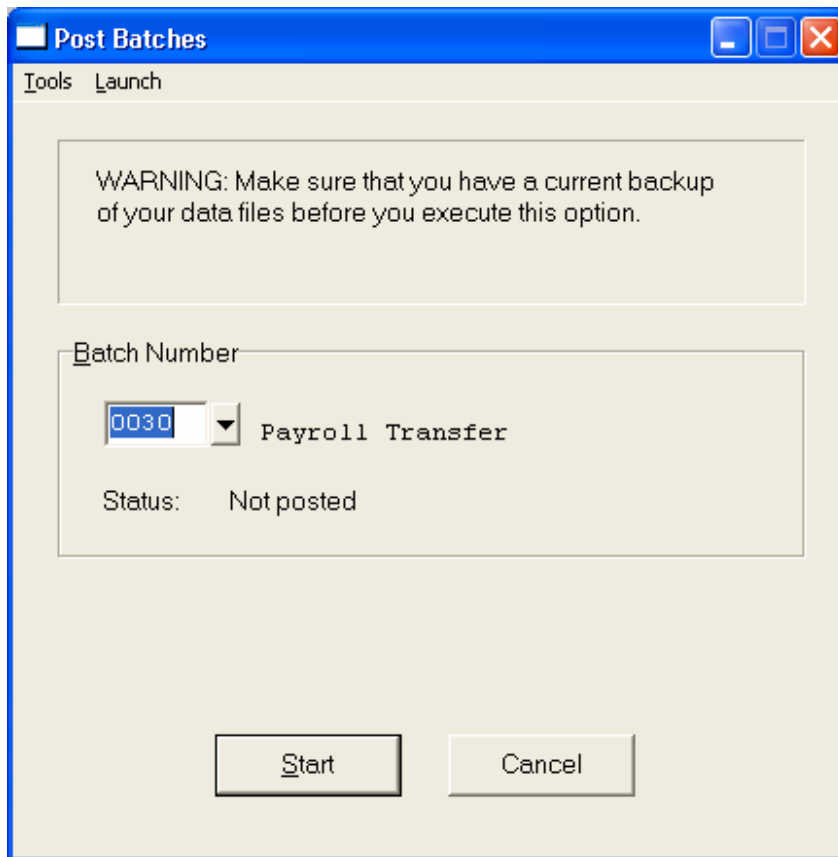 Post Batches
Tools Launch
WARNING: Make sure that you have a current backup
of your data files before you execute this option.
Batch Number
0030 Payroll Transfer
Status: Not posted
Start Cancel